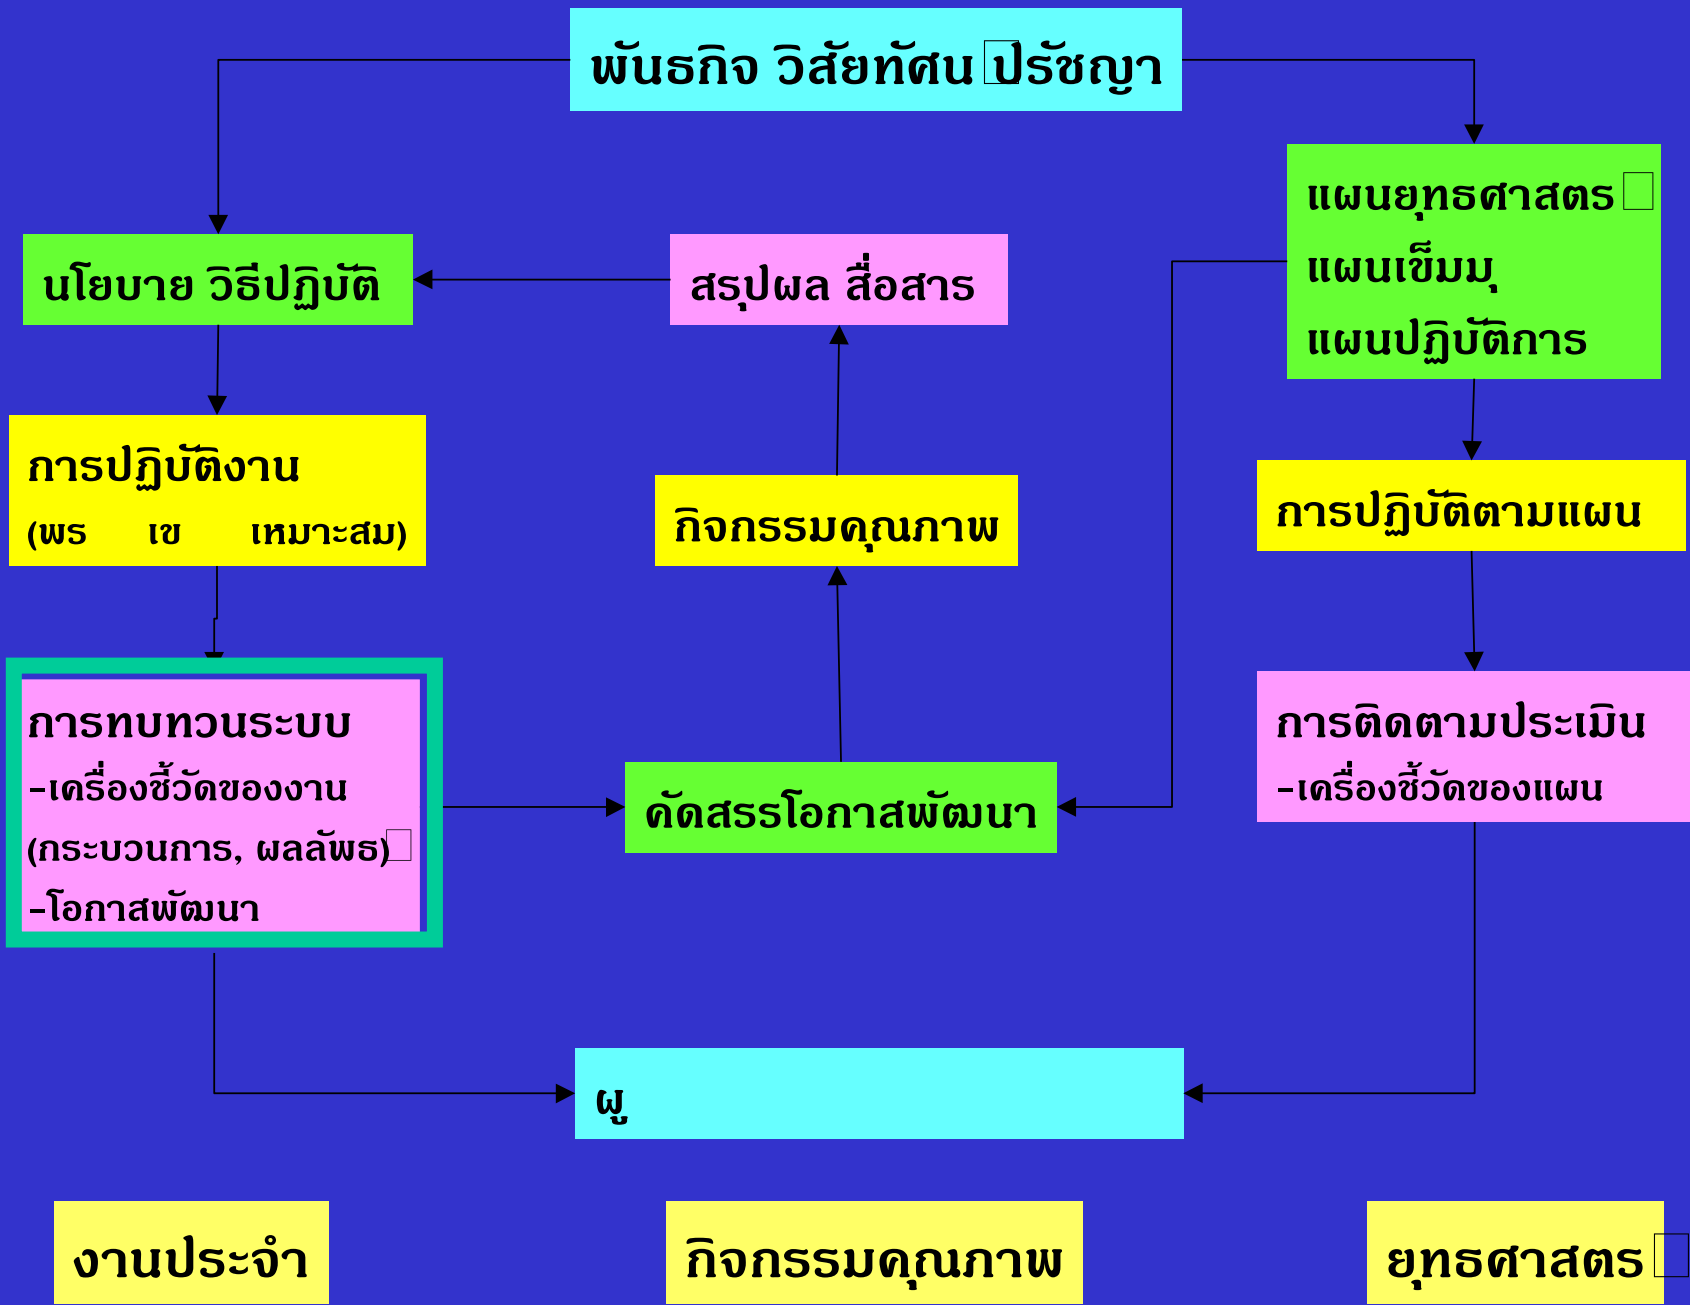 พันธกิจ วิสัยทัศน ปรัชญา
แผนยุทธศาสตร
แผนเข็มมุ
แผนปฏิบัติการ
นโยบาย วิธีปฏิบัติ
สรุปผล สื่อสาร
การปฏิบัติงาน
(พร เข เหมาะสม)
กิจกรรมคุณภาพ
การปฏิบัติตามแผน
การทบทวนระบบ
-เครื่องชี้วัดของงาน
(กระบวนการ, ผลลัพธ)
-โอกาสพัฒนา
คัดสรรโอกาสพัฒนา
การติดตามประเมิน
-เครื่องชี้วัดของแผน
ผู
งานประจำ
กิจกรรมคุณภาพ
ยุทธศาสตร